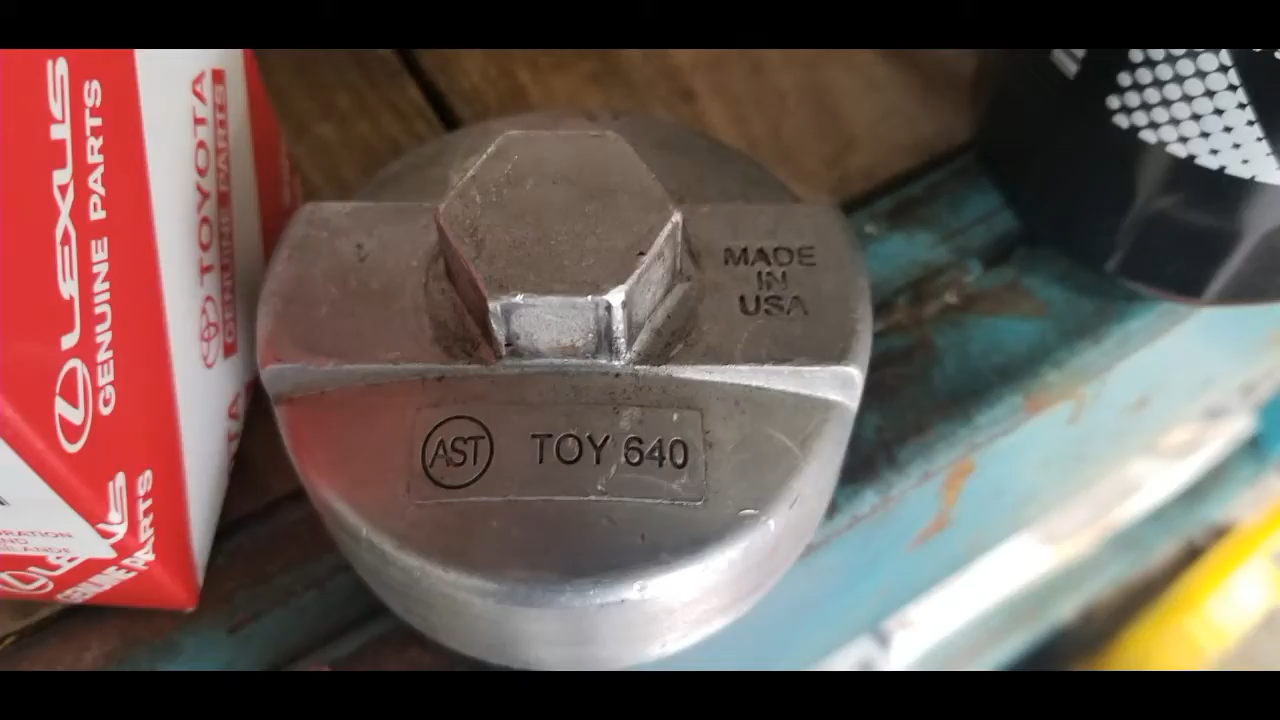 LEXUS
GENUINE PARTS
TOYOTA
GENUINE PARTS
MADE
IN
USA
AST TOY 640
LEXUS
GENUINE PARTS